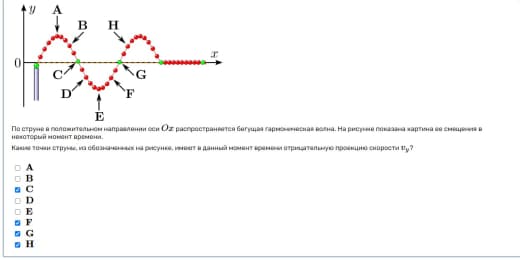 y A
B H
x
0
C G
D F
E
По струне в положительном направлении оси Ox распространяется бегущая гармоническая волна. На рисунке показана картина ее смещения в
некоторый момент времени.
Какие точки струны, из обозначенных на рисунке, имеют в данный момент времени отрицательную проекцию скорости v_y?
A
B
C
D
E
F
G
H